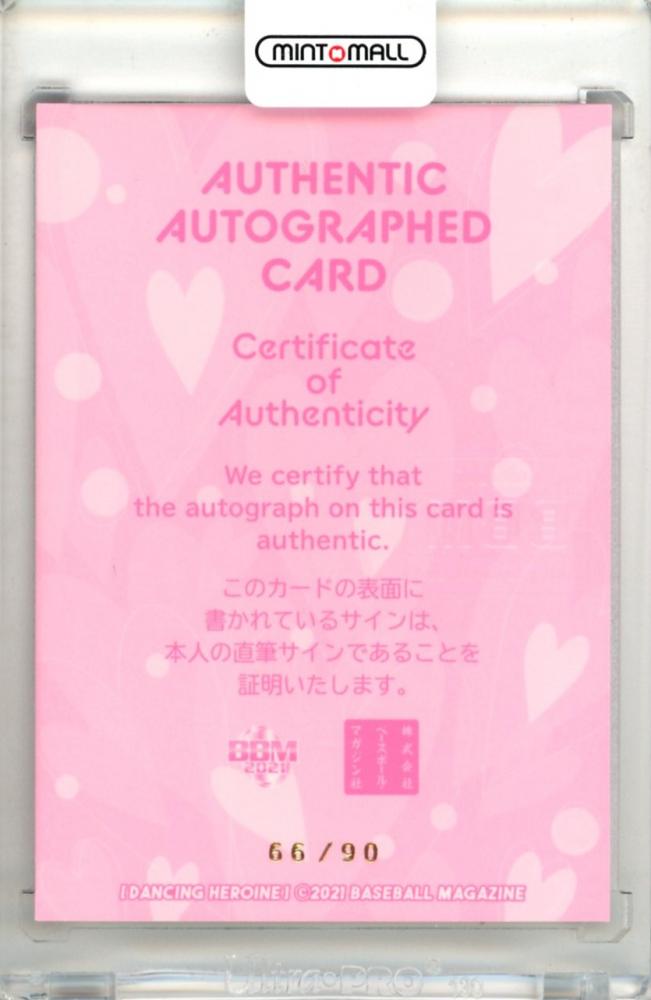 MINTMALL
AUTHENTIC
AUTOGRAPHED
CARD
Certificate
of
Authenticity
We certify that
the autograph on this card is
authentic.
このカードの表面に
書かれているサインは、
本人の直筆サインであることを
証明いたします。
BBM
2021
株式会社
ベースボール・
マガジン社
66/90
[DANCING HEROINE] ©2021 BASEBALL MAGAZINE
Ultra•PRO